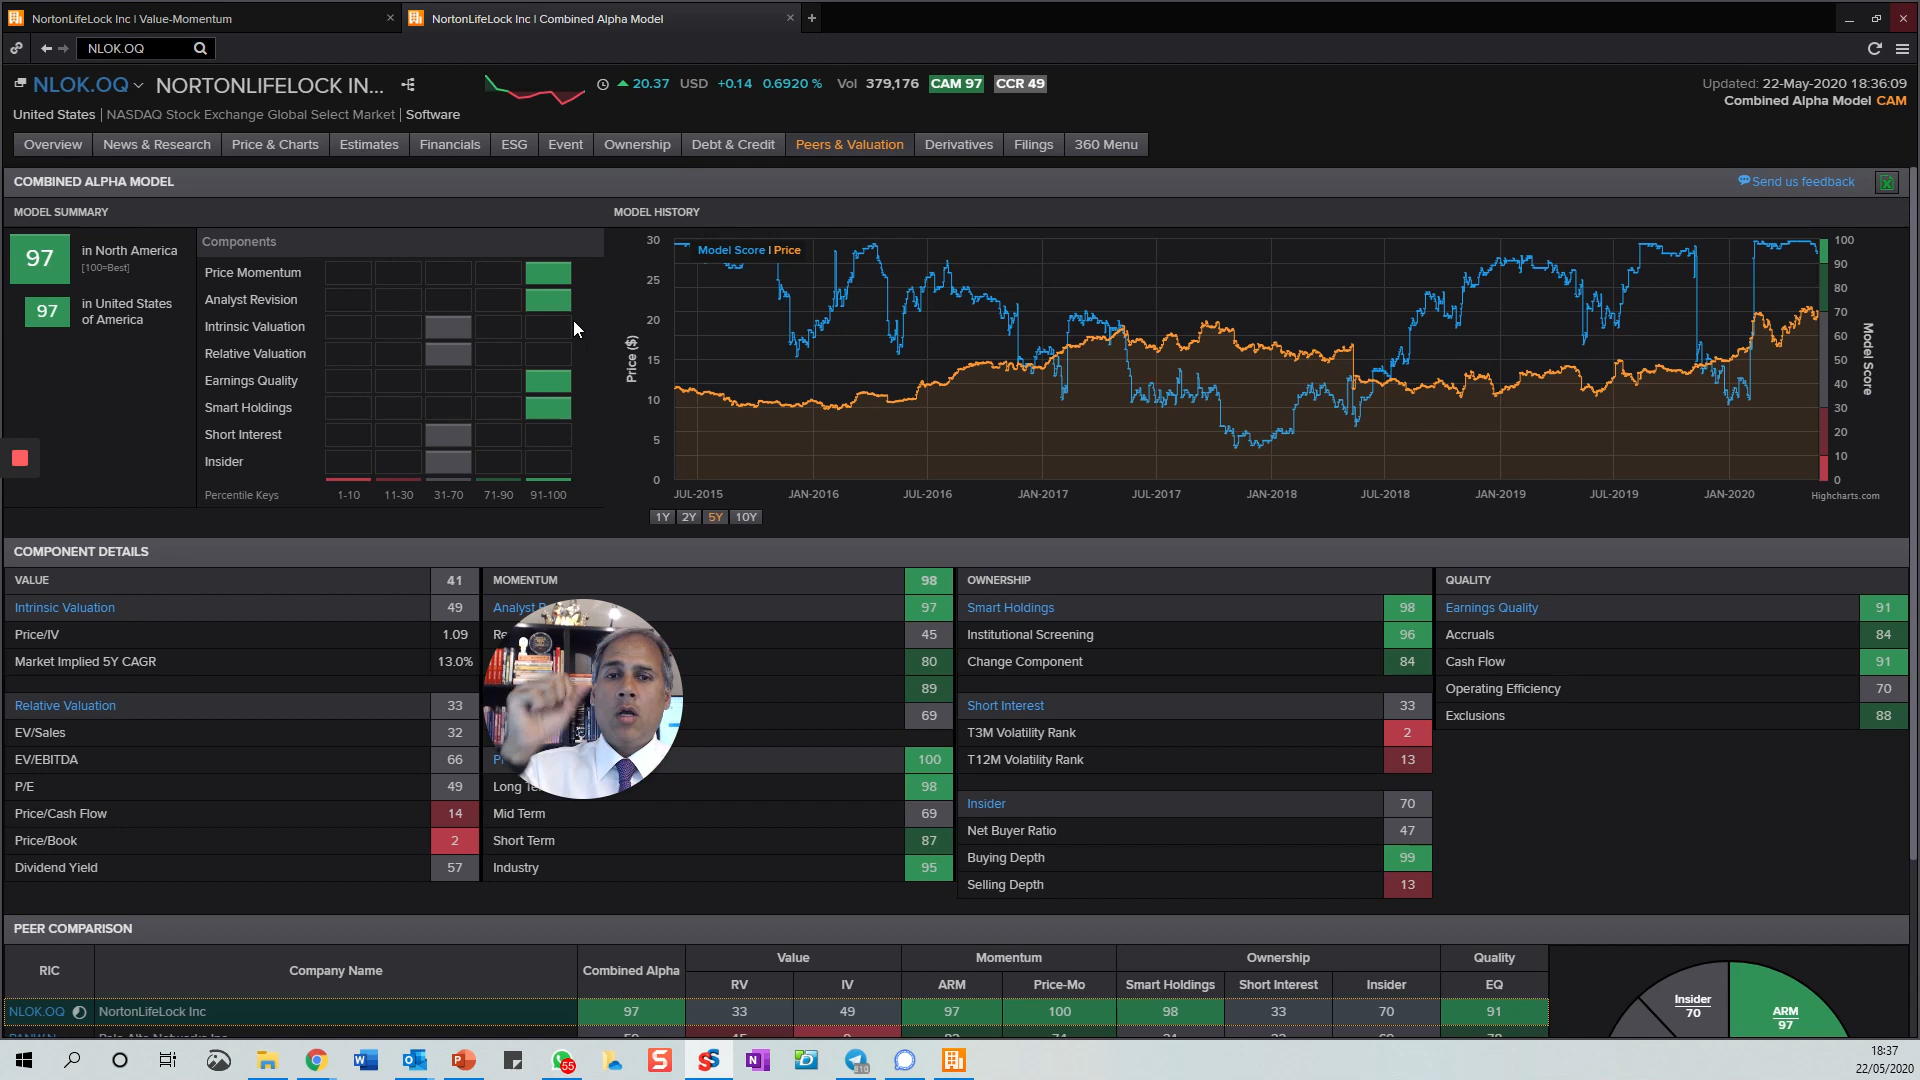 NortonLifeLock Inc | Value-Momentum
NortonLifeLock Inc | Combined Alpha Model
NLOK.OQ
NLOK.OQ NORTONLIFELOCK IN... 20.37 USD +0.14 0.6920 % Vol 379,176 CAM 97 CCR 49
Updated: 22-May-2020 18:36:09
Combined Alpha Model CAM
United States | NASDAQ Stock Exchange Global Select Market | Software
Overview News & Research Price & Charts Estimates Financials ESG Event Ownership Debt & Credit Peers & Valuation Derivatives Filings 360 Menu
COMBINED ALPHA MODEL
Send us feedback
MODEL SUMMARY
97 in North America
[100=Best]
97 in United States
of America
Components
Price Momentum
Analyst Revision
Intrinsic Valuation
Relative Valuation
Earnings Quality
Smart Holdings
Short Interest
Insider
Percentile Keys 1-10 11-30 31-70 71-90 91-100
MODEL HISTORY
Model Score | Price
30
25
20
15
10
5
0
Price ($)
100
90
80
70
60
50
40
30
20
10
0
Model Score
JUL-2015 JAN-2016 JUL-2016 JAN-2017 JUL-2017 JAN-2018 JUL-2018 JAN-2019 JUL-2019 JAN-2020
Highcharts.com
1Y 2Y 5Y 10Y
COMPONENT DETAILS
VALUE 41
Intrinsic Valuation 49
Price/IV 1.09
Market Implied 5Y CAGR 13.0%
Relative Valuation 33
EV/Sales 32
EV/EBITDA 66
P/E 49
Price/Cash Flow 14
Price/Book 2
Dividend Yield 57
MOMENTUM 98
Analyst 97
45
80
89
69
100
Long 98
Mid Term 69
Short Term 87
Industry 95
OWNERSHIP
Smart Holdings 98
Institutional Screening 96
Change Component 84
Short Interest 33
T3M Volatility Rank 2
T12M Volatility Rank 13
Insider 70
Net Buyer Ratio 47
Buying Depth 99
Selling Depth 13
QUALITY
Earnings Quality 91
Accruals 84
Cash Flow 91
Operating Efficiency 70
Exclusions 88
PEER COMPARISON
RIC Company Name Combined Alpha Value Momentum Ownership Quality
RV IV ARM Price-Mo Smart Holdings Short Interest Insider EQ
NLOK.OQ NortonLifeLock Inc 97 33 49 97 100 98 33 70 91
Insider
70
ARM
97
55
810
18:37
22/05/2020